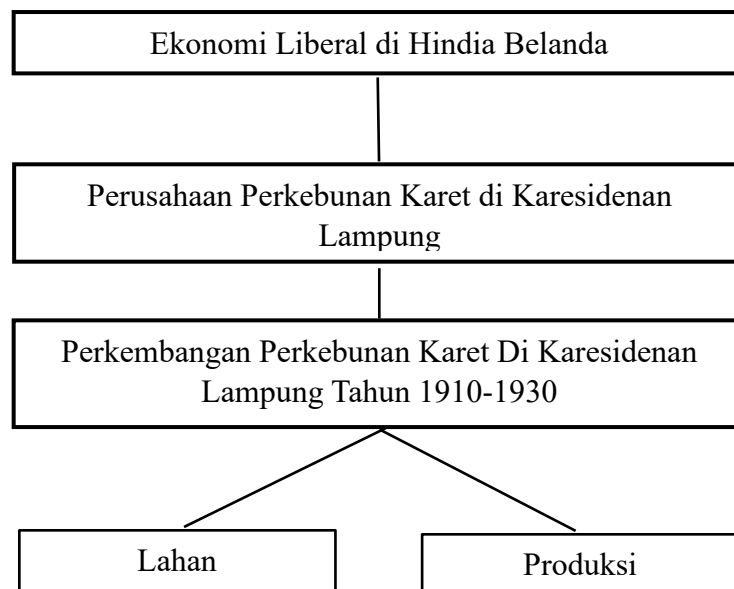 Ekonomi Liberal di Hindia Belanda
Perusahaan Perkebunan Karet di Karesidenan
Lampung
Perkembangan Perkebunan Karet Di Karesidenan
Lampung Tahun 1910-1930
Lahan
Produksi